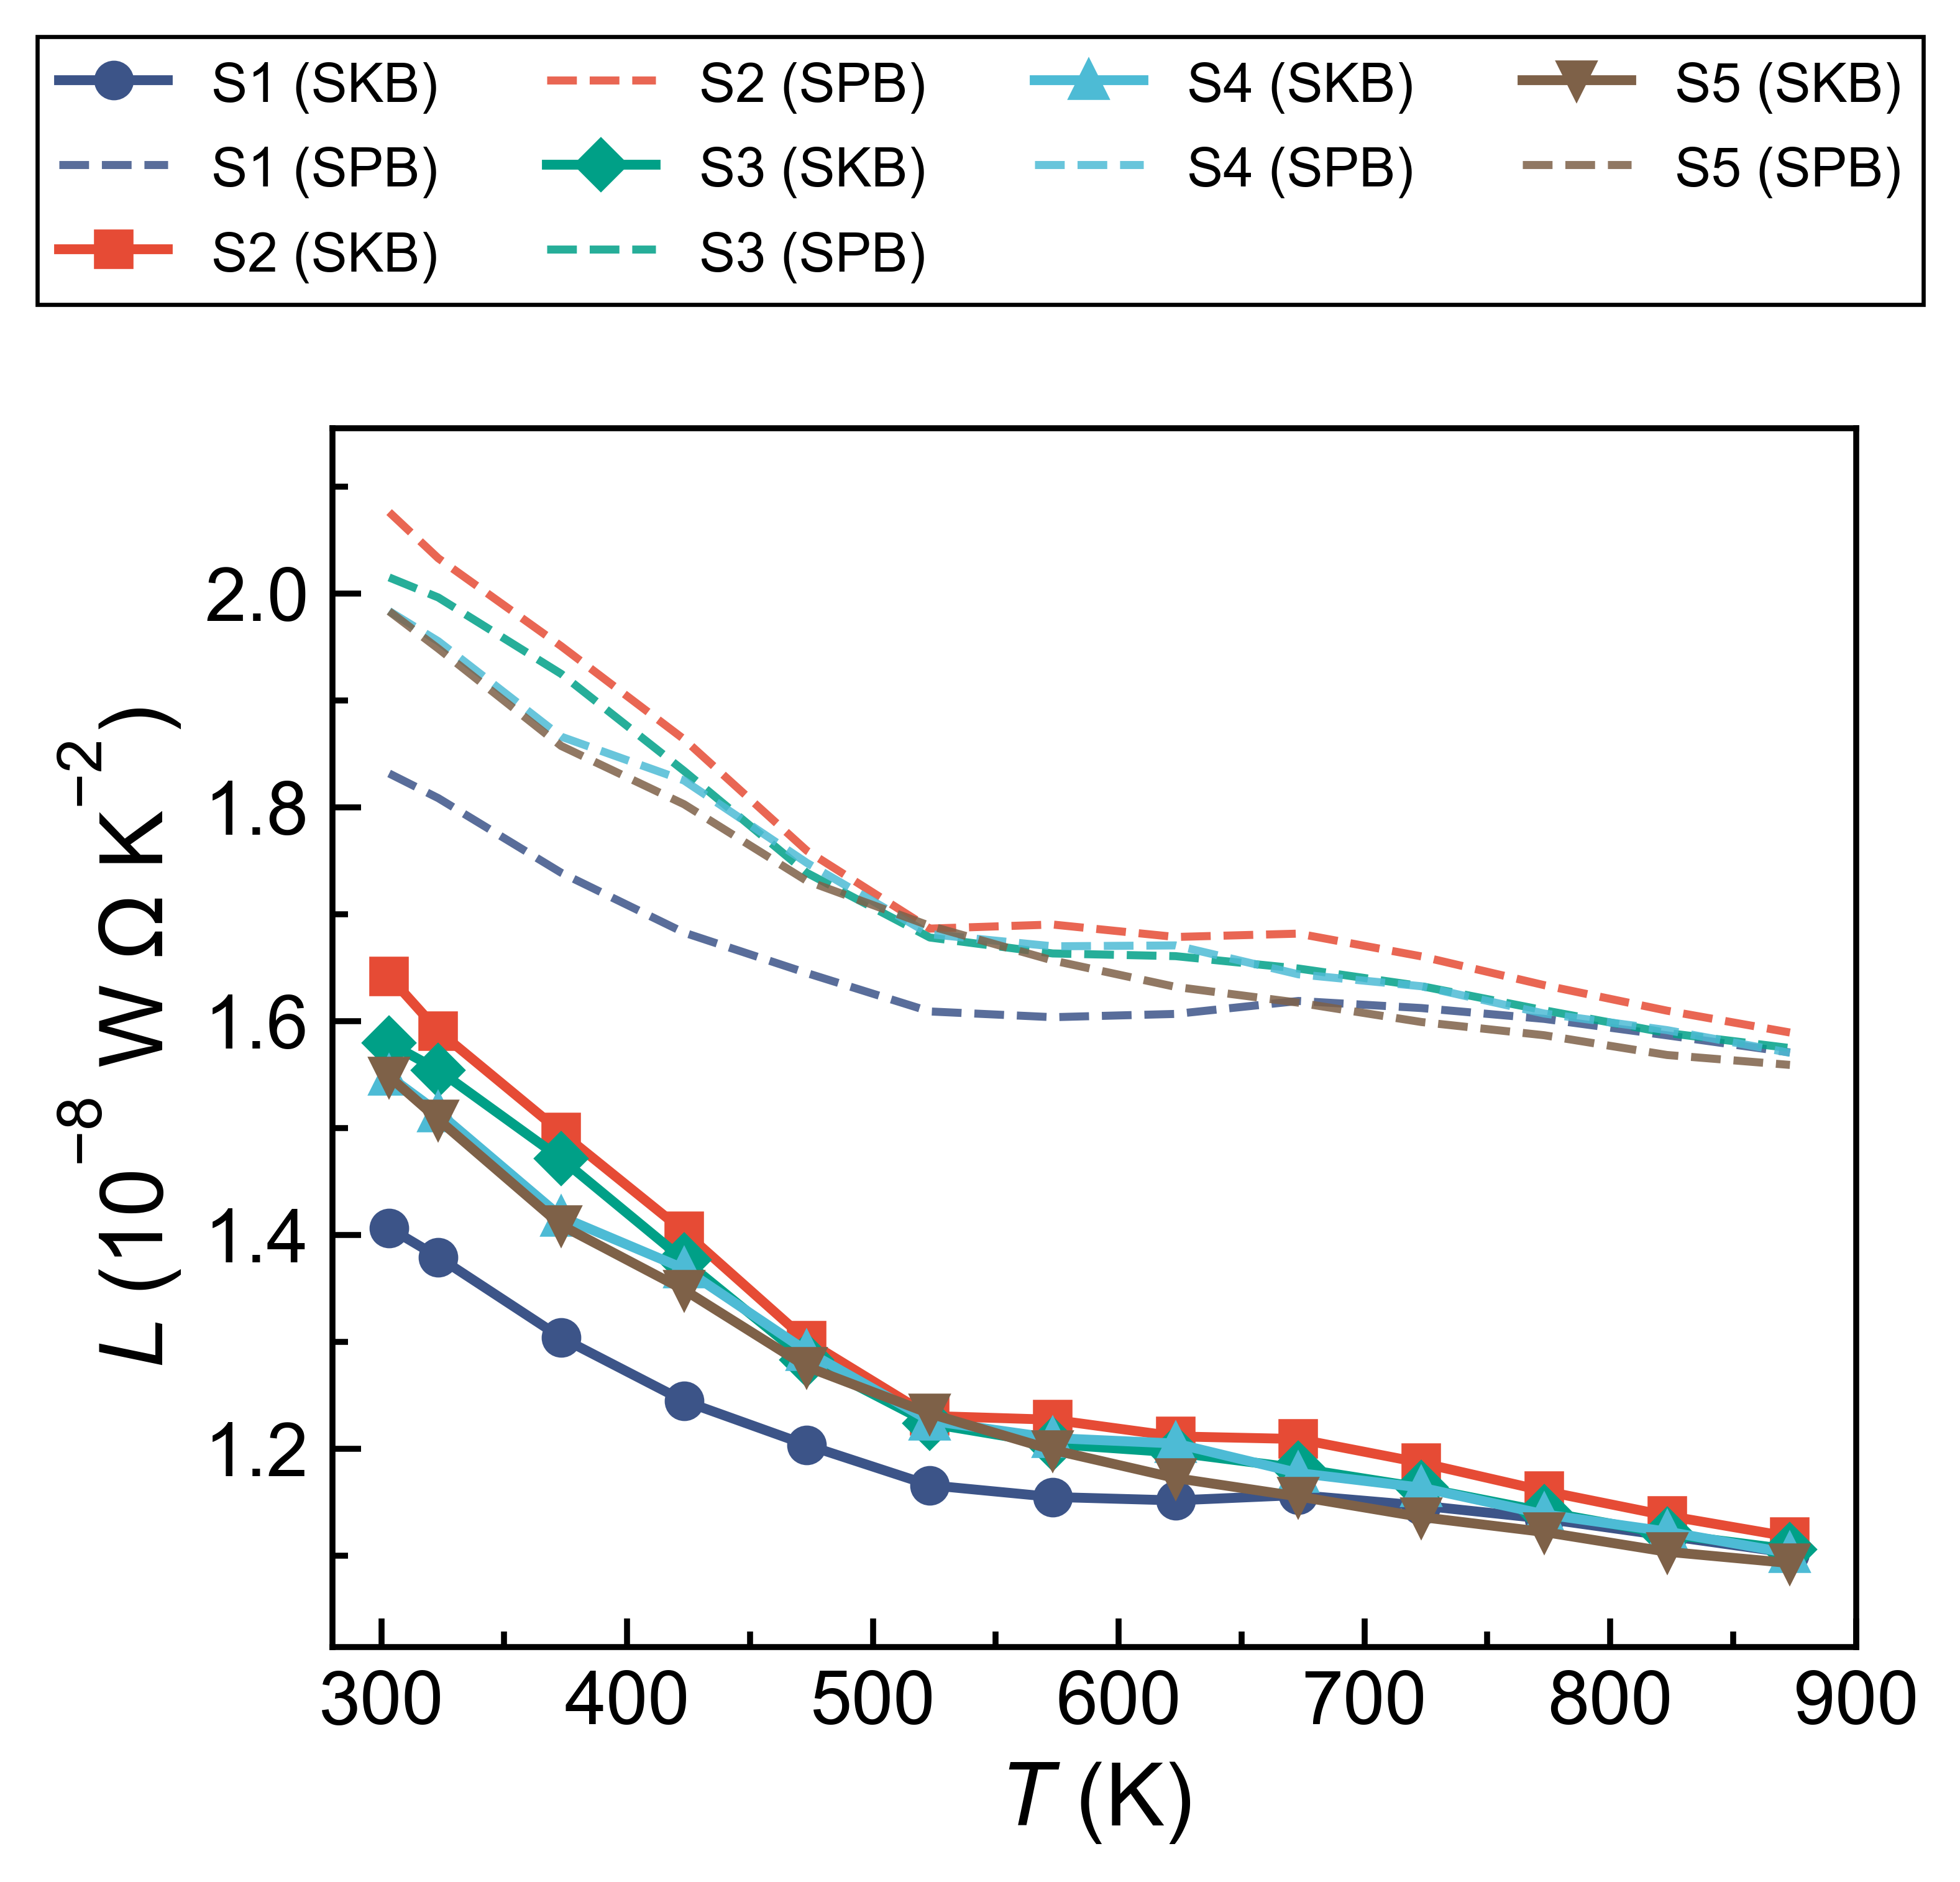 S1 (SKB)
S1 (SPB)
S2 (SKB)
S2 (SPB)
S3 (SKB)
S3 (SPB)
S4 (SKB)
S4 (SPB)
S5 (SKB)
S5 (SPB)
L (10⁻⁸ W Ω K⁻²)
2.0
1.8
1.6
1.4
1.2
300 400 500 600 700 800 900
T (K)